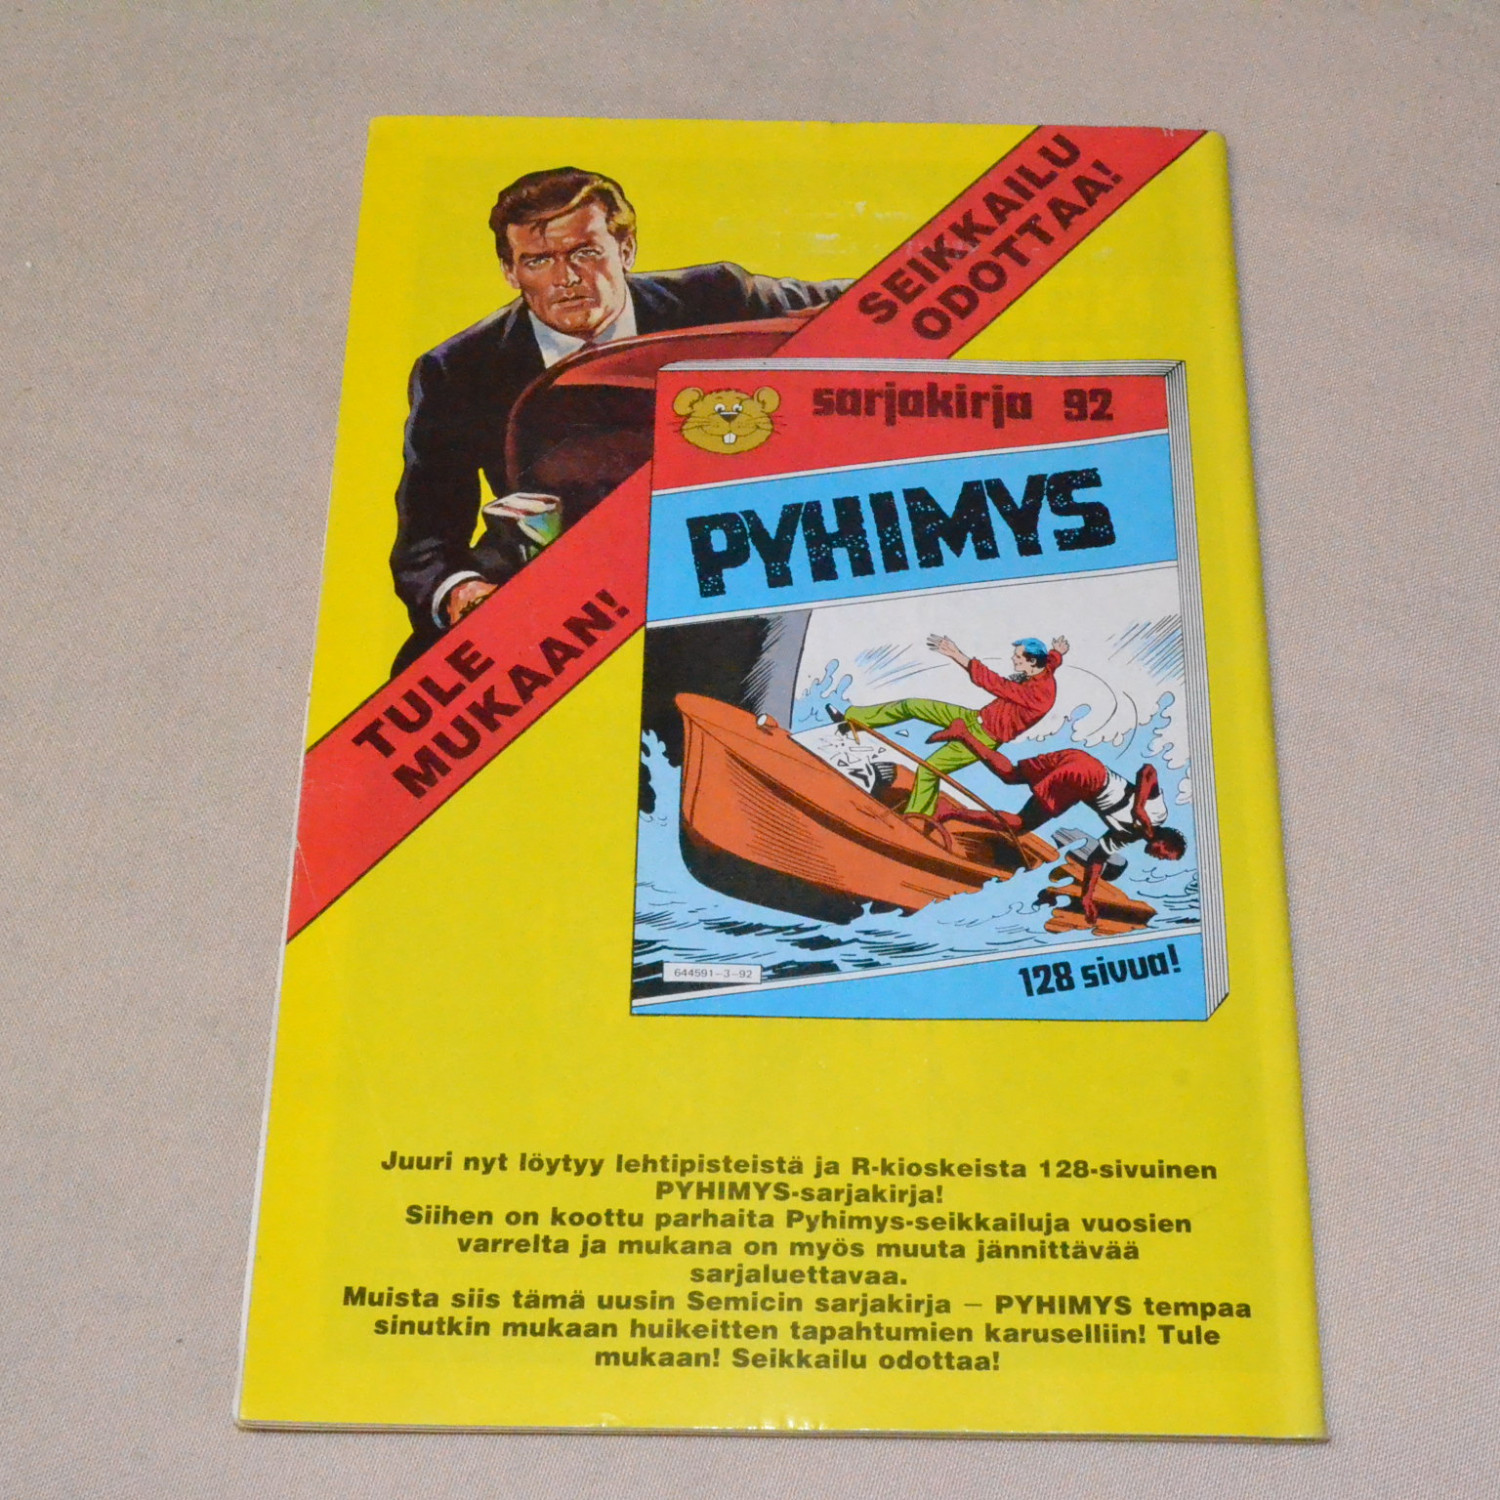 SEIKKAILU
ODOTTAA!
TULE
MUKAAN!
sarjakirja 92
PYHIMYS
644591-3-92
128 sivua!
Juuri nyt löytyy lehtipisteistä ja R-kioskeista 128-sivuinen
PYHIMYS-sarjakirja!
Siihen on koottu parhaita Pyhimys-seikkailuja vuosien
varrelta ja mukana on myös muuta jännittävää
sarjaluettavaa.
Muista siis tämä uusin Semicin sarjakirja – PYHIMYS tempaa
sinutkin mukaan huikeitten tapahtumien karuselliin! Tule
mukaan! Seikkailu odottaa!